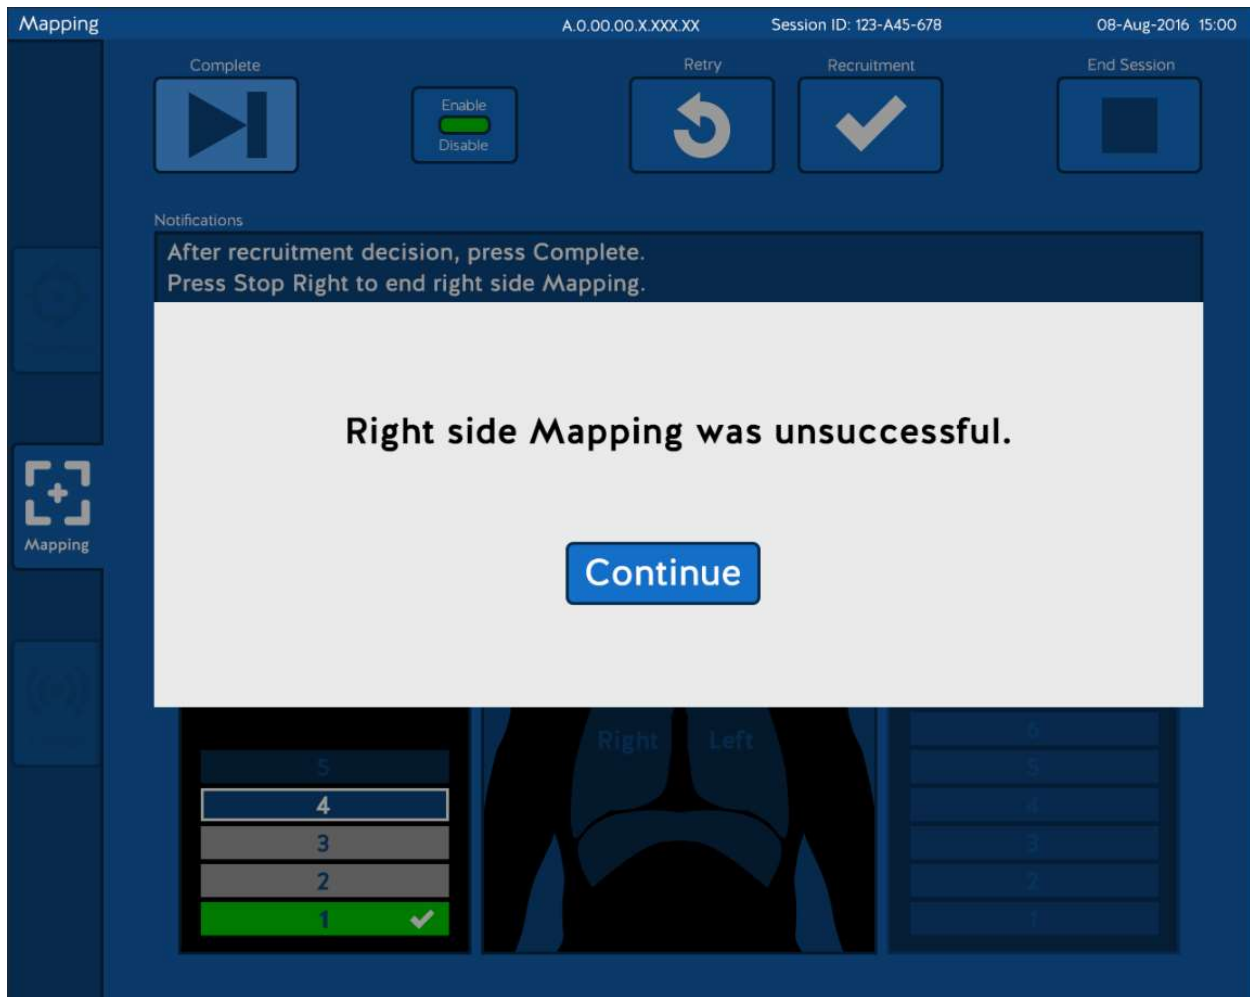 Mapping A.0.00.00.X.XXX.XX Session ID: 123-A45-678 08-Aug-2016 15:00
Complete Retry Recruitment End Session
Enable
Disable
Notifications
After recruitment decision, press Complete.
Press Stop Right to end right side Mapping.
Right side Mapping was unsuccessful.
Mapping
Continue
Right Left
6
5 5
4 4
3 3
2 2
1 1